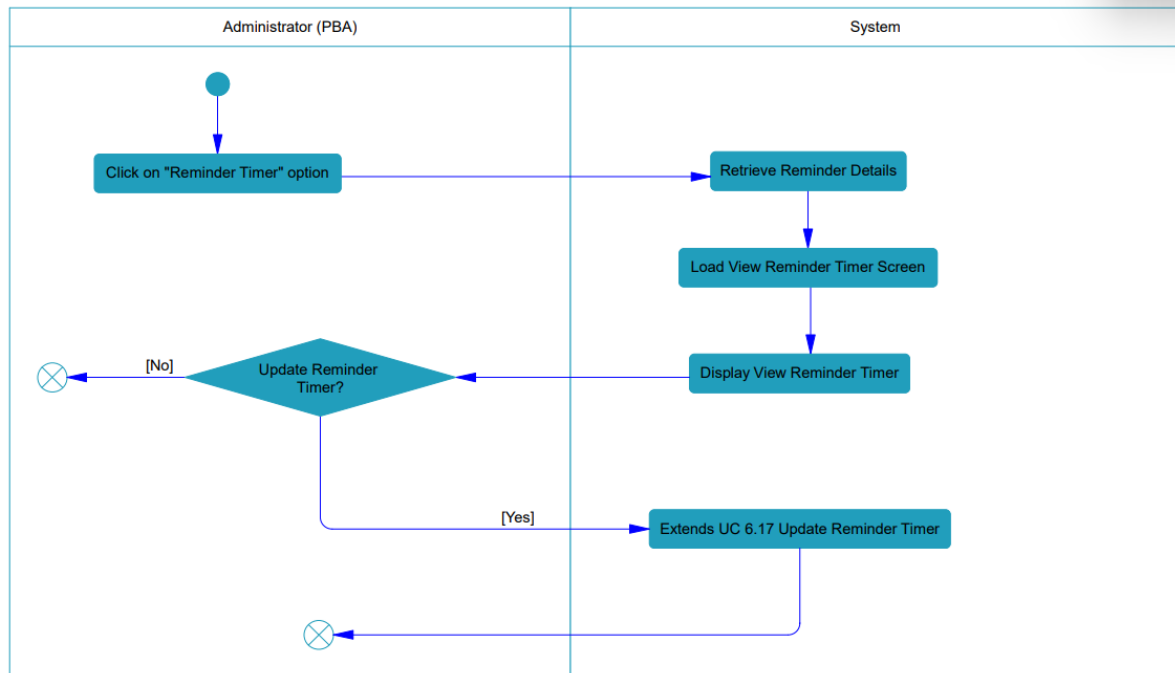 Administrator (PBA)
System
Click on "Reminder Timer" option
Retrieve Reminder Details
Load View Reminder Timer Screen
Display View Reminder Timer
Update Reminder
Timer?
[No]
[Yes]
Extends UC 6.17 Update Reminder Timer